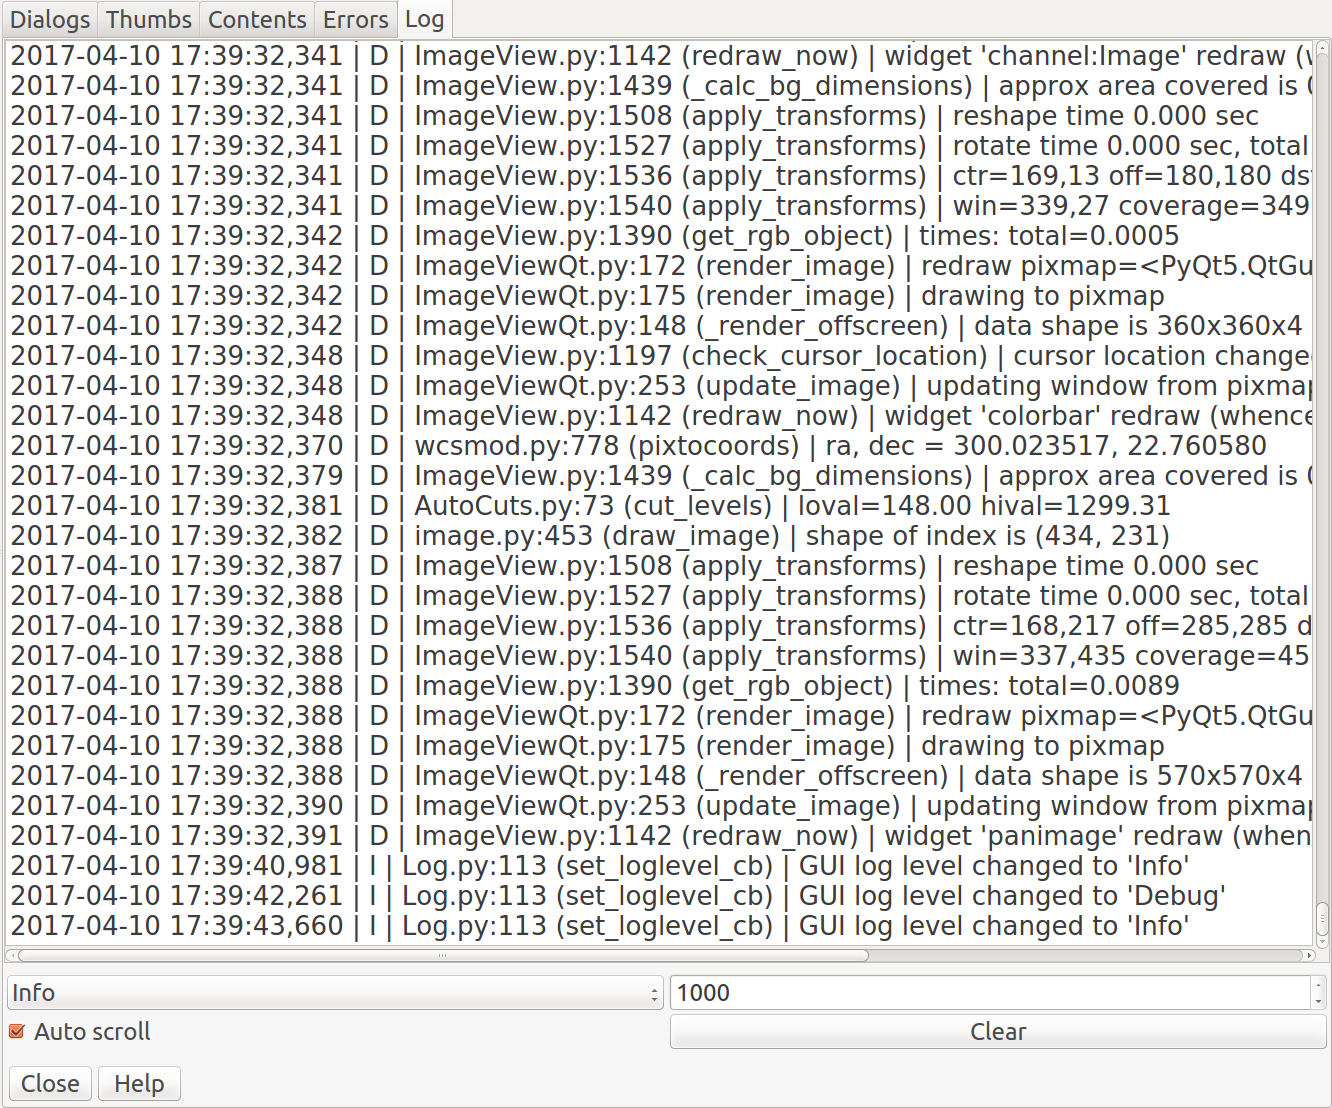 Dialogs Thumbs Contents Errors Log
2017-04-10 17:39:32,341 | D | ImageView.py:1142 (redraw_now) | widget 'channel:Image' redraw (w
2017-04-10 17:39:32,341 | D | ImageView.py:1439 (_calc_bg_dimensions) | approx area covered is 0
2017-04-10 17:39:32,341 | D | ImageView.py:1508 (apply_transforms) | reshape time 0.000 sec
2017-04-10 17:39:32,341 | D | ImageView.py:1527 (apply_transforms) | rotate time 0.000 sec, total
2017-04-10 17:39:32,341 | D | ImageView.py:1536 (apply_transforms) | ctr=169,13 off=180,180 dst
2017-04-10 17:39:32,341 | D | ImageView.py:1540 (apply_transforms) | win=339,27 coverage=349
2017-04-10 17:39:32,342 | D | ImageView.py:1390 (get_rgb_object) | times: total=0.0005
2017-04-10 17:39:32,342 | D | ImageViewQt.py:172 (render_image) | redraw pixmap=<PyQt5.QtGu
2017-04-10 17:39:32,342 | D | ImageViewQt.py:175 (render_image) | drawing to pixmap
2017-04-10 17:39:32,342 | D | ImageViewQt.py:148 (_render_offscreen) | data shape is 360x360x4
2017-04-10 17:39:32,348 | D | ImageView.py:1197 (check_cursor_location) | cursor location change
2017-04-10 17:39:32,348 | D | ImageViewQt.py:253 (update_image) | updating window from pixmap
2017-04-10 17:39:32,348 | D | ImageView.py:1142 (redraw_now) | widget 'colorbar' redraw (whence
2017-04-10 17:39:32,370 | D | wcsmod.py:778 (pixtocoords) | ra, dec = 300.023517, 22.760580
2017-04-10 17:39:32,379 | D | ImageView.py:1439 (_calc_bg_dimensions) | approx area covered is 0
2017-04-10 17:39:32,381 | D | AutoCuts.py:73 (cut_levels) | loval=148.00 hival=1299.31
2017-04-10 17:39:32,382 | D | image.py:453 (draw_image) | shape of index is (434, 231)
2017-04-10 17:39:32,387 | D | ImageView.py:1508 (apply_transforms) | reshape time 0.000 sec
2017-04-10 17:39:32,388 | D | ImageView.py:1527 (apply_transforms) | rotate time 0.000 sec, total
2017-04-10 17:39:32,388 | D | ImageView.py:1536 (apply_transforms) | ctr=168,217 off=285,285 d
2017-04-10 17:39:32,388 | D | ImageView.py:1540 (apply_transforms) | win=337,435 coverage=45
2017-04-10 17:39:32,388 | D | ImageView.py:1390 (get_rgb_object) | times: total=0.0089
2017-04-10 17:39:32,388 | D | ImageViewQt.py:172 (render_image) | redraw pixmap=<PyQt5.QtGu
2017-04-10 17:39:32,388 | D | ImageViewQt.py:175 (render_image) | drawing to pixmap
2017-04-10 17:39:32,388 | D | ImageViewQt.py:148 (_render_offscreen) | data shape is 570x570x4
2017-04-10 17:39:32,390 | D | ImageViewQt.py:253 (update_image) | updating window from pixmap
2017-04-10 17:39:32,391 | D | ImageView.py:1142 (redraw_now) | widget 'panimage' redraw (when
2017-04-10 17:39:40,981 | I | Log.py:113 (set_loglevel_cb) | GUI log level changed to 'Info'
2017-04-10 17:39:42,261 | I | Log.py:113 (set_loglevel_cb) | GUI log level changed to 'Debug'
2017-04-10 17:39:43,660 | I | Log.py:113 (set_loglevel_cb) | GUI log level changed to 'Info'
Info 1000
Auto scroll Clear
Close Help